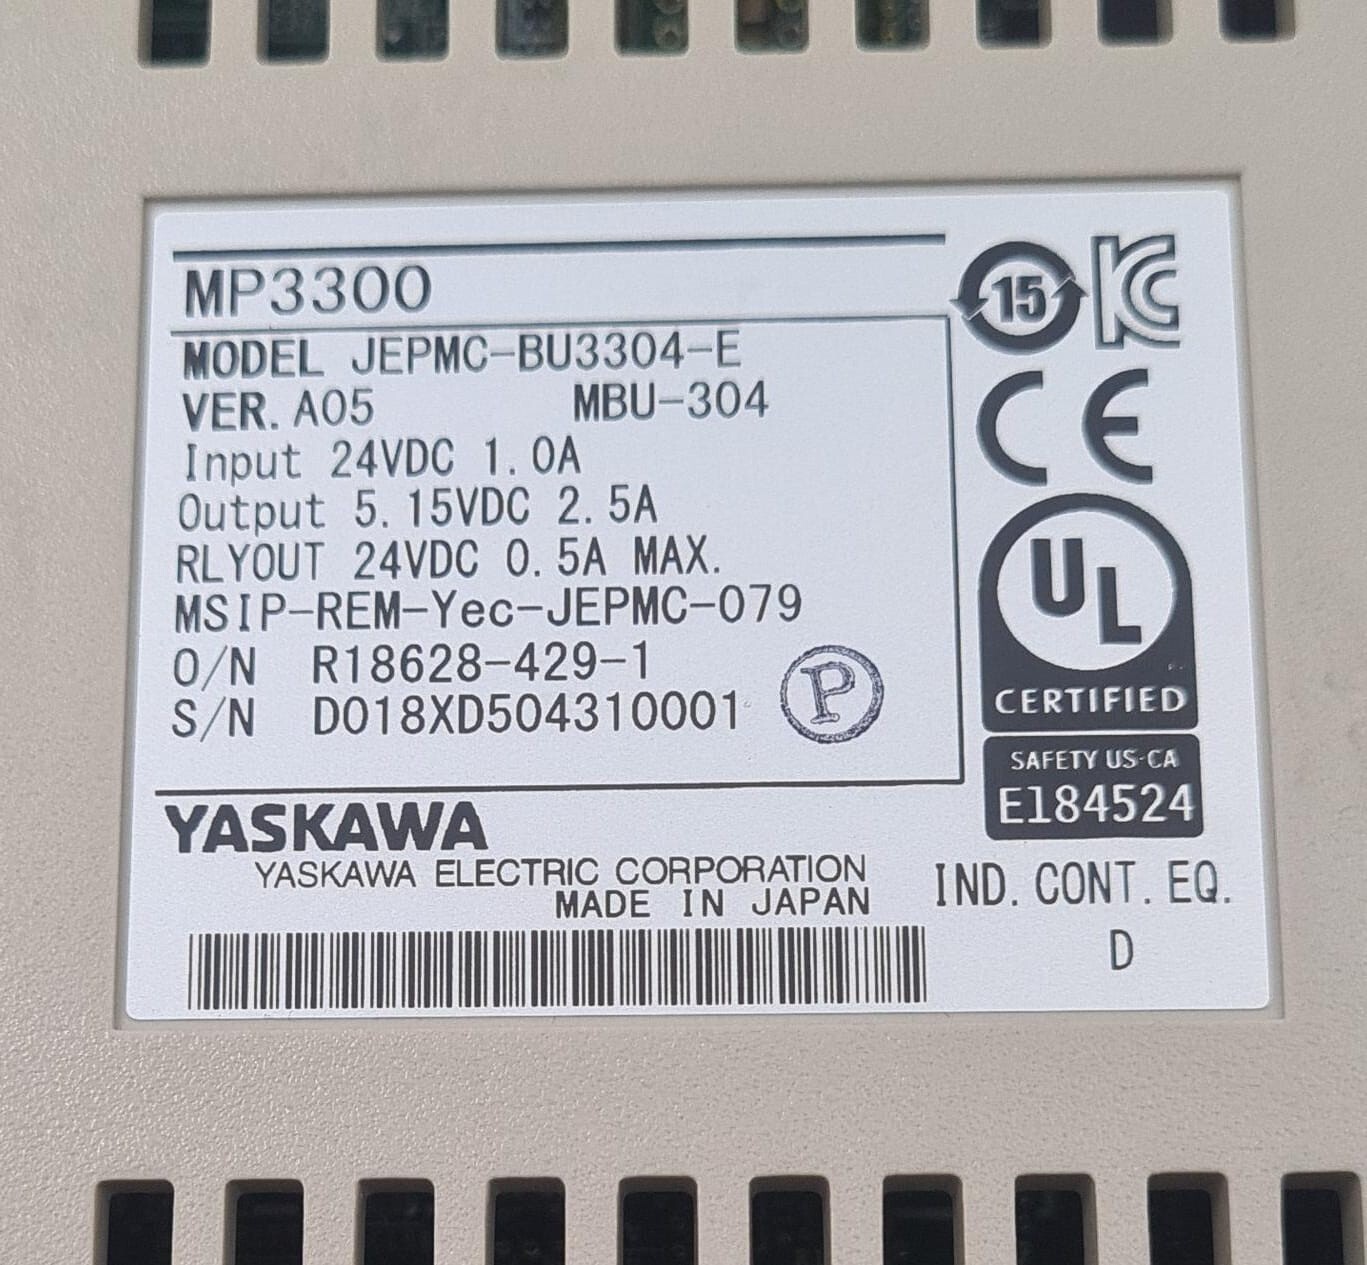 MP3300
MODEL JEPMC-BU3304-E
VER. A05 MBU-304
Input 24VDC 1.0A
Output 5.15VDC 2.5A
RLYOUT 24VDC 0.5A MAX.
MSIP-REM-Yec-JEPMC-079
O/N R18628-429-1
S/N D018XD504310001
P
YASKAWA
YASKAWA ELECTRIC CORPORATION
MADE IN JAPAN
15
KC
CE
UL
CERTIFIED
SAFETY US-CA
E184524
IND. CONT. EQ.
D